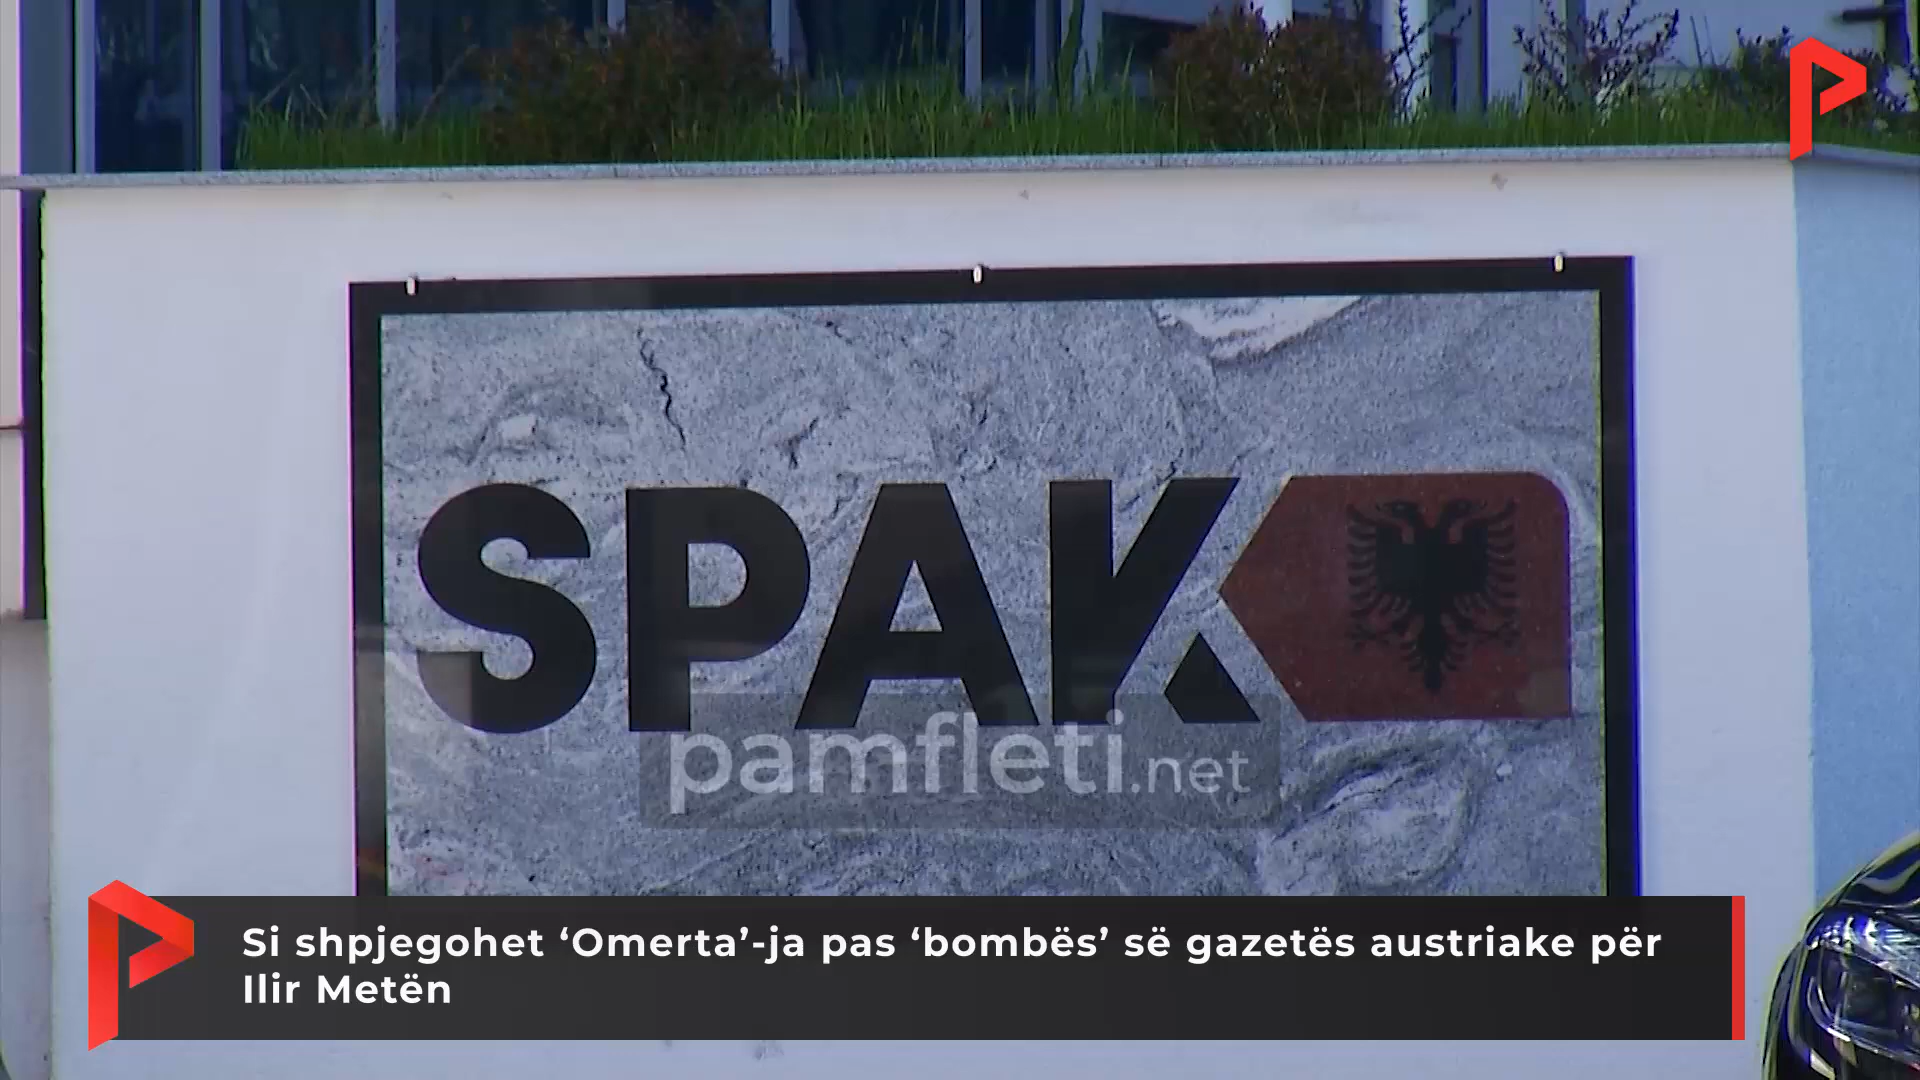 SPAK
pamfleti.net
Si shpjegohet ‘Omerta’-ja pas ‘bombës’ së gazetës austriake për
Ilir Metën